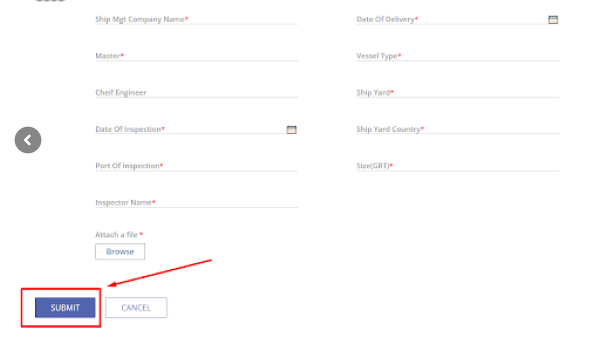 Ship Mgt Company Name*
Date Of Delivery*
Master*
Vessel Type*
Cheif Engineer
Ship Yard*
Date Of Inspection*
Ship Yard Country*
Port Of Inspection*
Size(GRT)*
Inspector Name*
Attach a file *
Browse
SUBMIT
CANCEL